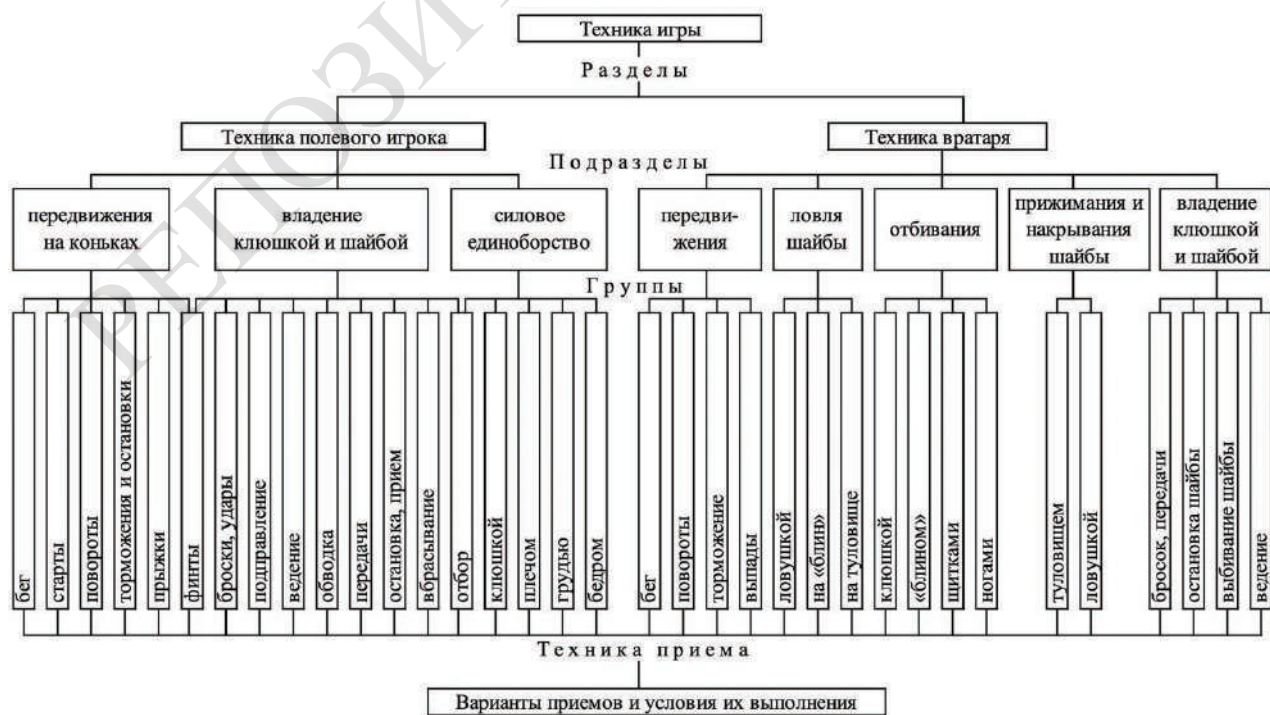 Техника игры
Разделы
Техника полевого игрока
Техника вратаря
Подразделы
передвижения
на коньках
владение
клюшкой и шайбой
силовое
единоборство
передви-
жения
ловля
шайбы
отбивания
прижимания и
накрывания
шайбы
владение
клюшкой
и шайбой
Группы
бег
старты
повороты
торможения и остановки
прыжки
финты
броски, удары
подправление
ведение
обводка
передачи
остановка, прием
вбрасывание
отбор
клюшкой
плечом
грудью
бедром
бег
повороты
торможение
выпады
ловушкой
на «блин»
на туловище
клюшкой
«блином»
щитками
ногами
туловищем
ловушкой
бросок, передачи
остановка шайбы
выбивание шайбы
ведение
Техника приема
Варианты приемов и условия их выполнения